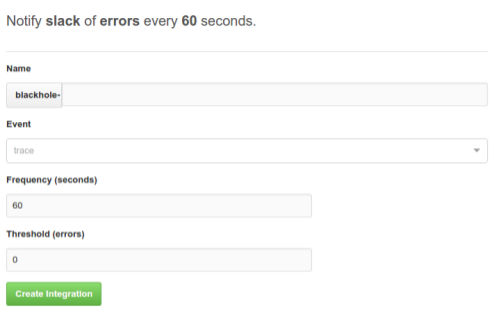 Notify slack of errors every 60 seconds.
Name
blackhole-
Event
trace
Frequency (seconds)
60
Threshold (errors)
0
Create Integration